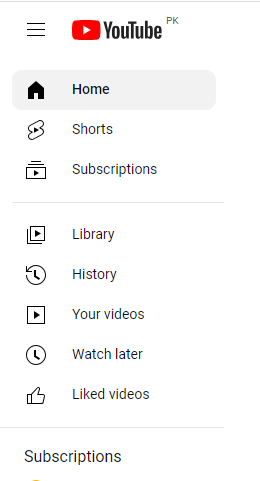 YouTube PK
Home
Shorts
Subscriptions
Library
History
Your videos
Watch later
Liked videos
Subscriptions